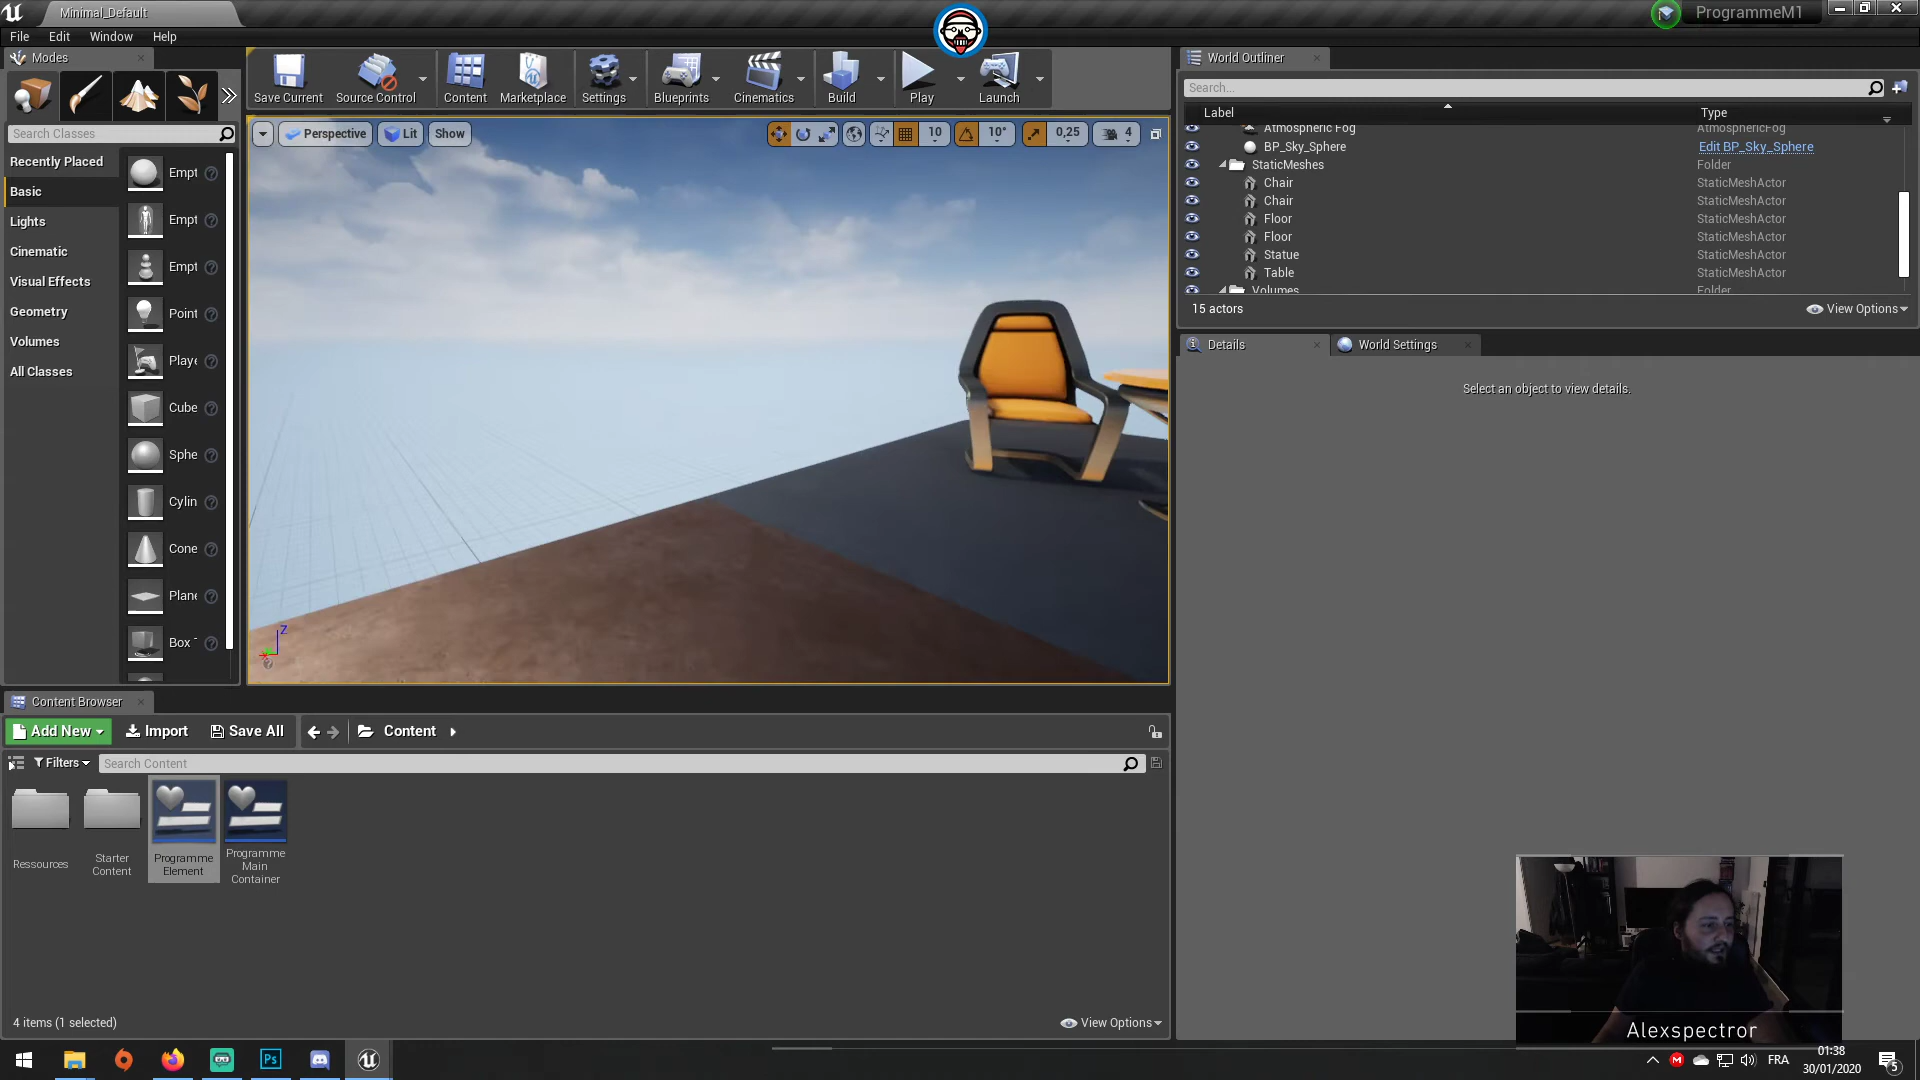 Minimal_Default
ProgrammeM1
File Edit Window Help
Modes
Search Classes
Recently Placed
Basic
Lights
Cinematic
Visual Effects
Geometry
Volumes
All Classes
Empt
Empt
Empt
Point
Playe
Cube
Sphe
Cylin
Cone
Plane
Box
Save Current
Source Control
Content
Marketplace
Settings
Blueprints
Cinematics
Build
Play
Launch
Perspective
Lit
Show
10
10°
0,25
4
Z
World Outliner
Search...
Label Type
Atmospheric Fog AtmosphericFog
BP_Sky_Sphere Edit BP_Sky_Sphere
StaticMeshes Folder
Chair StaticMeshActor
Chair StaticMeshActor
Floor StaticMeshActor
Floor StaticMeshActor
Statue StaticMeshActor
Table StaticMeshActor
Volumes Folder
15 actors
View Options
Details
World Settings
Select an object to view details.
Content Browser
Add New
Import
Save All
Content
Filters
Search Content
Ressources
Starter
Content
Programme
Element
Programme
Main
Container
4 items (1 selected)
View Options
Alexspectror
Ps
FRA
01:38
30/01/2020
5